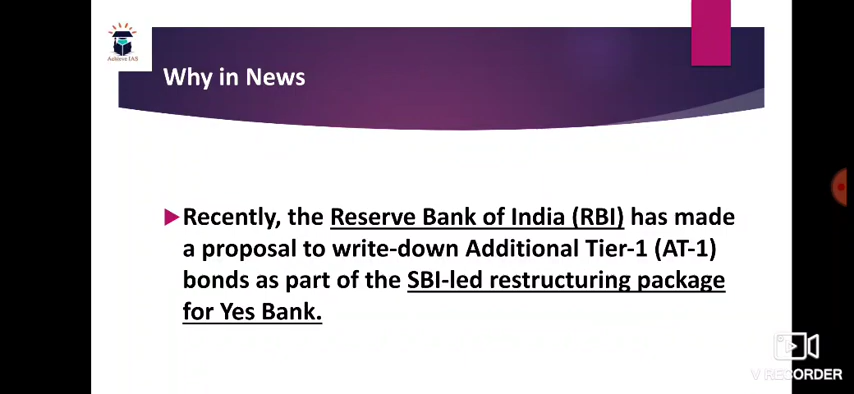 Achieve IAS
Why in News
Recently, the Reserve Bank of India (RBI) has made
a proposal to write-down Additional Tier-1 (AT-1)
bonds as part of the SBI-led restructuring package
for Yes Bank.
V RECORDER